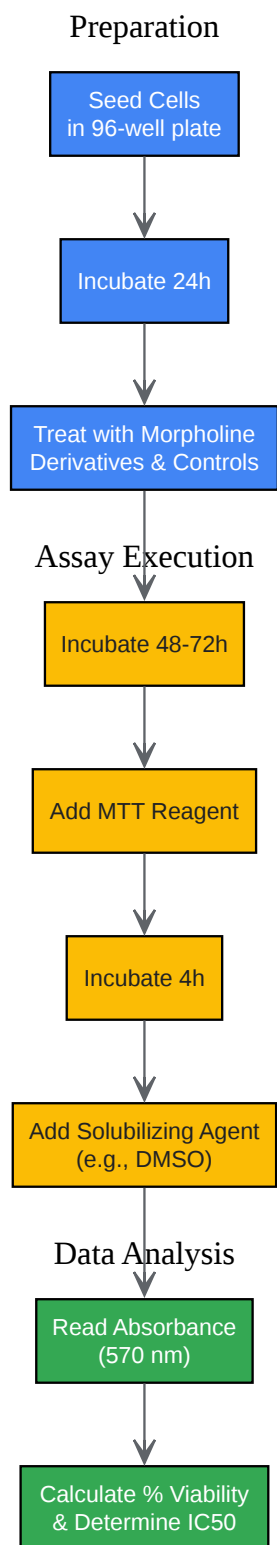 Preparation
Seed Cells
in 96-well plate
Incubate 24h
Treat with Morpholine
Derivatives & Controls
Assay Execution
Incubate 48-72h
Add MTT Reagent
Incubate 4h
Add Solubilizing Agent
(e.g., DMSO)
Data Analysis
Read Absorbance
(570 nm)
Calculate % Viability
& Determine IC50